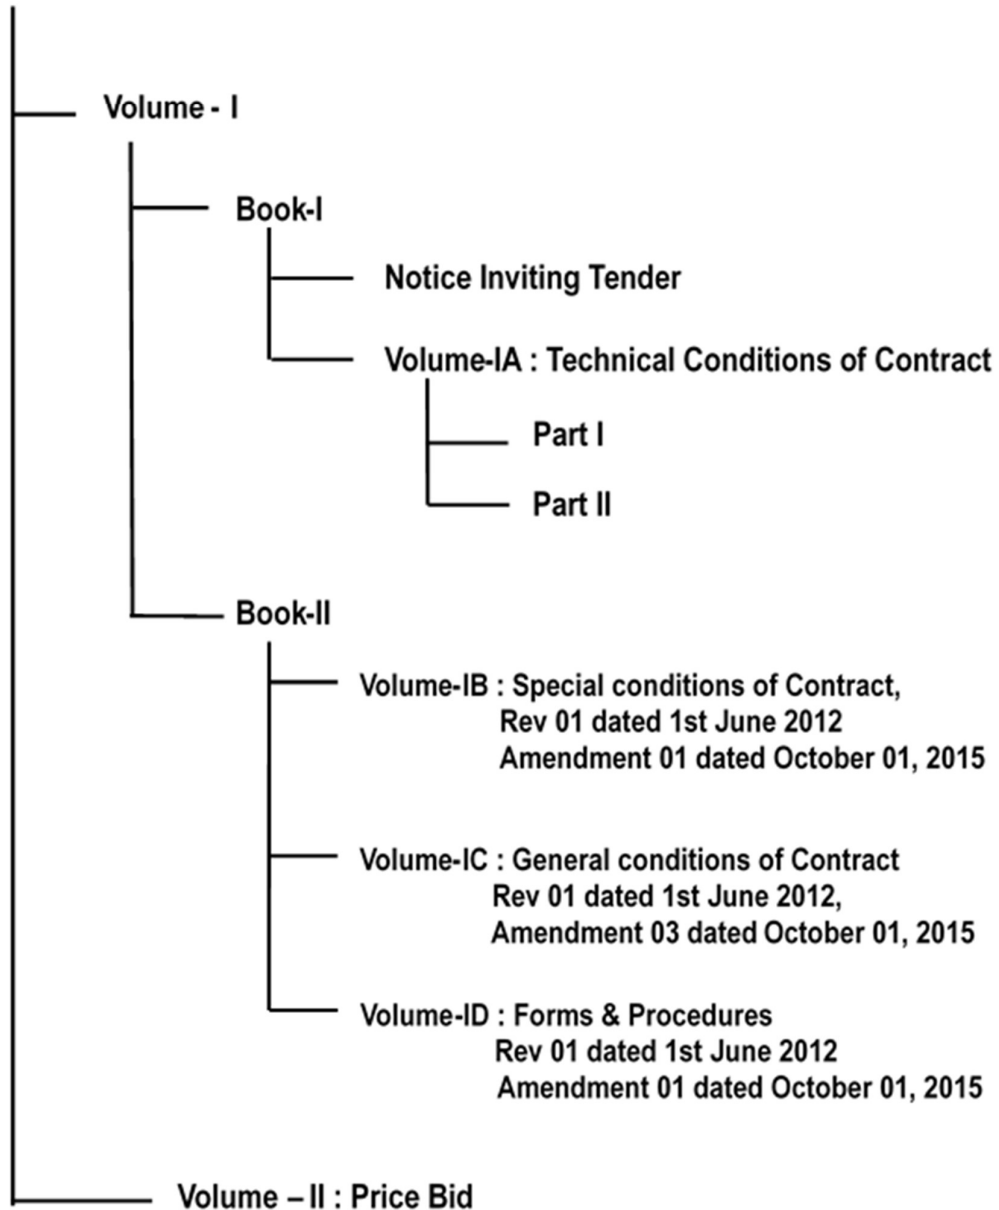 Volume - I
Book-I
Notice Inviting Tender
Volume-IA : Technical Conditions of Contract
Part I
Part II
Book-II
Volume-IB : Special conditions of Contract,
Rev 01 dated 1st June 2012
Amendment 01 dated October 01, 2015
Volume-IC : General conditions of Contract
Rev 01 dated 1st June 2012,
Amendment 03 dated October 01, 2015
Volume-ID : Forms & Procedures
Rev 01 dated 1st June 2012
Amendment 01 dated October 01, 2015
Volume – II : Price Bid